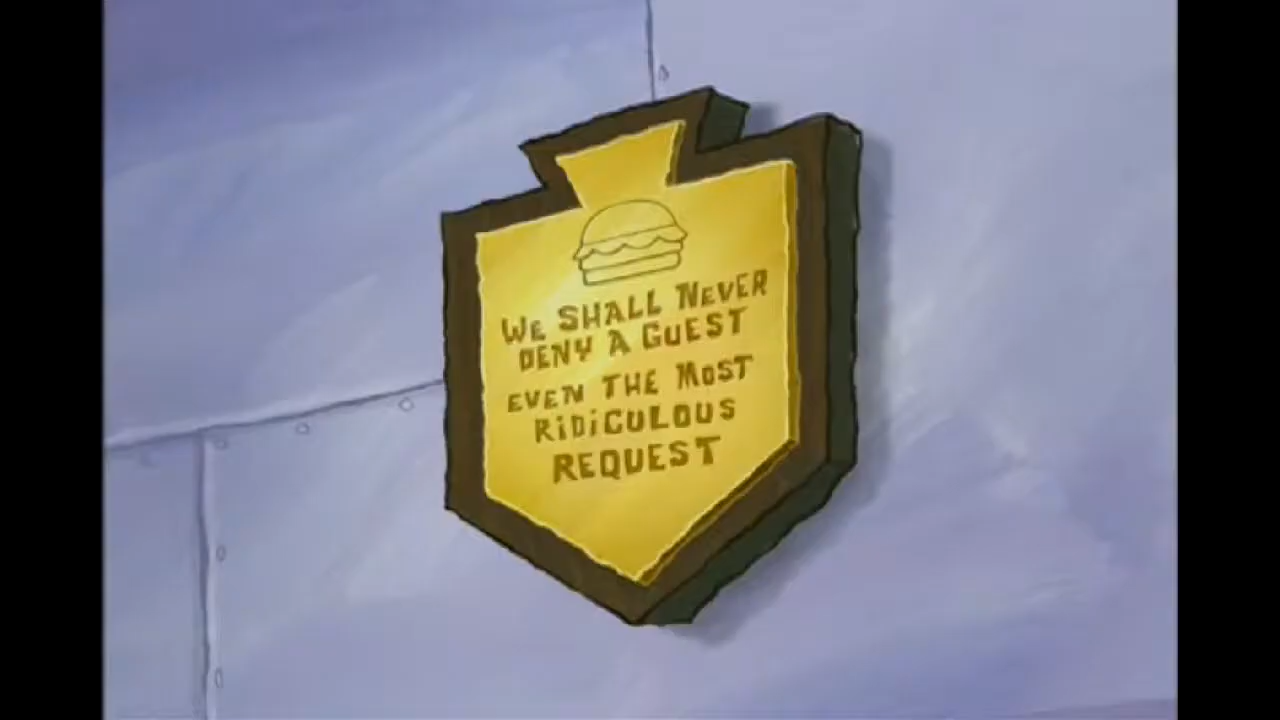 WE SHALL NEVER
DENY A GUEST
EVEN THE MOST
RiDiCULOUS
REQUEST